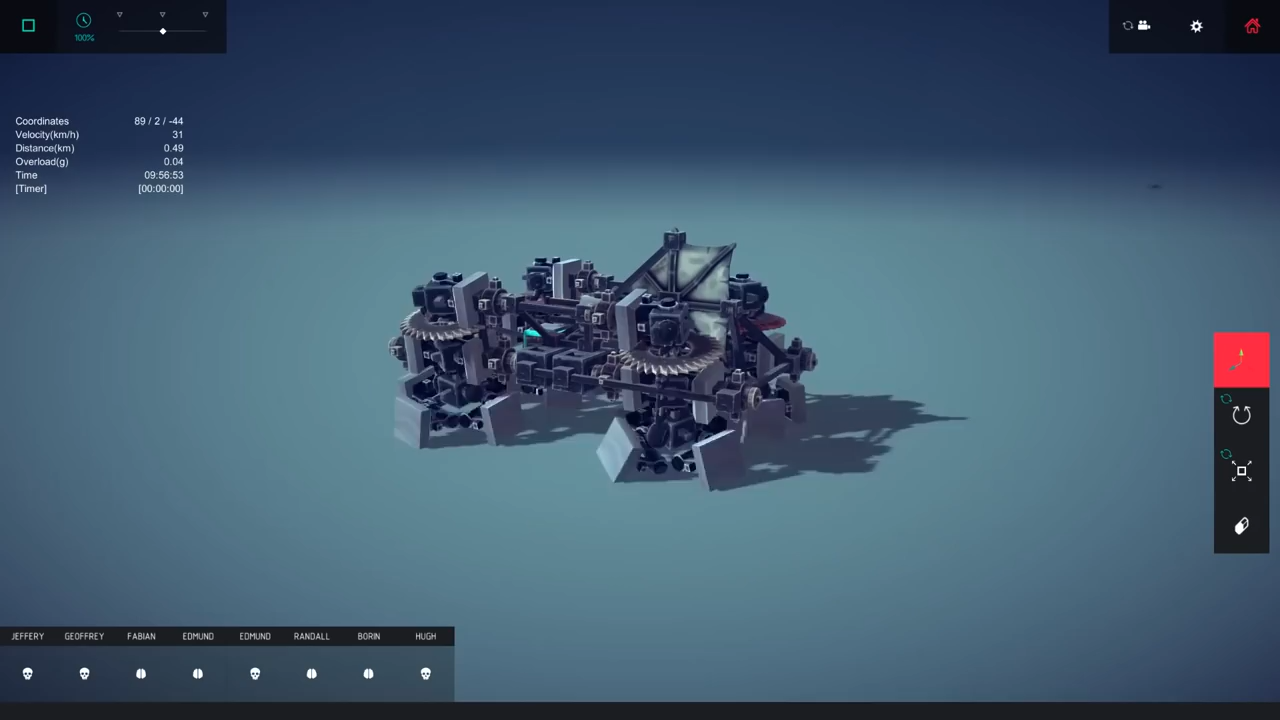 100%
Coordinates 89 / 2 / -44
Velocity(km/h) 31
Distance(km) 0.49
Overload(g) 0.04
Time 09:56:53
[Timer] [00:00:00]
JEFFERY GEOFFREY FABIAN EDMUND EDMUND RANDALL BORIN HUGH